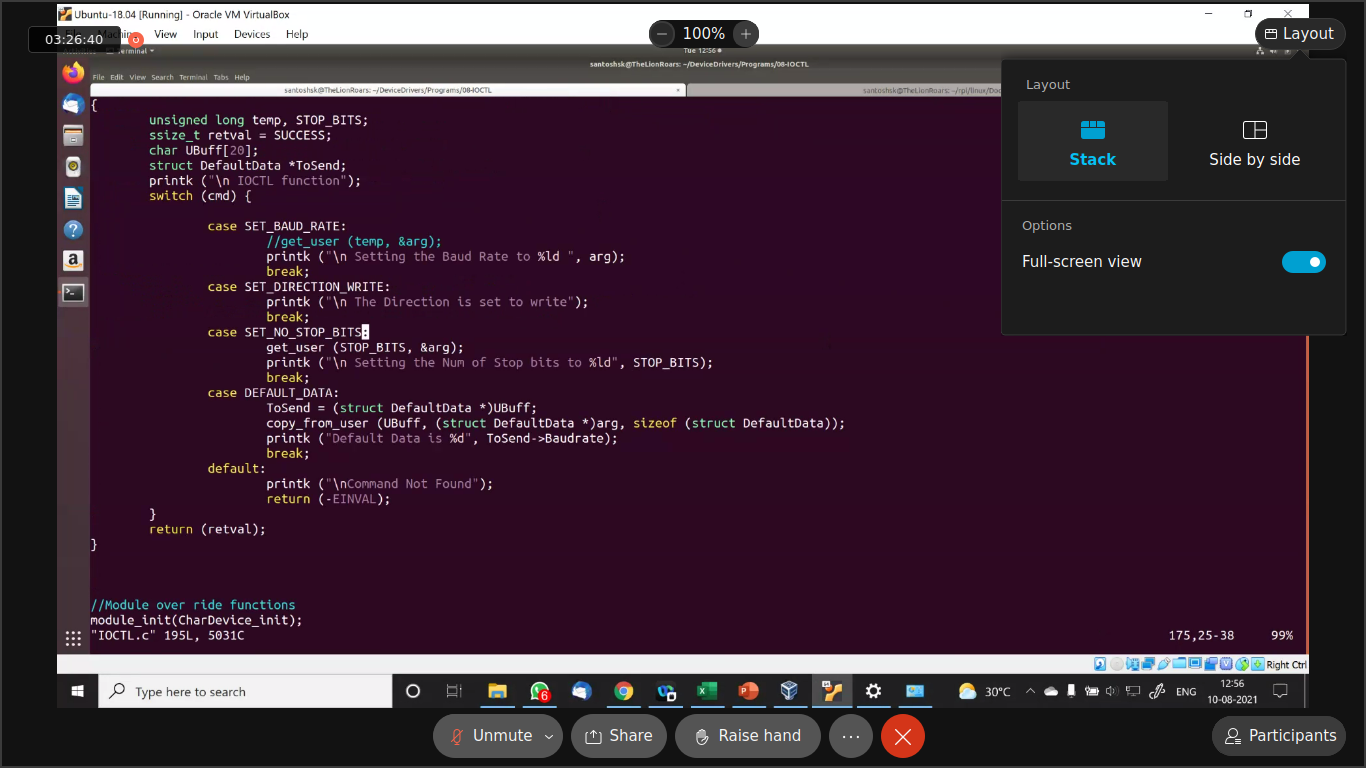 Ubuntu-18.04 [Running] - Oracle VM VirtualBox
03:26:40
Machine View Input Devices Help
100%
Layout
Terminal
Tue 12:56
santoshsk@TheLionRoars: ~/DeviceDrivers/Programs/08-IOCTL
File Edit View Search Terminal Tabs Help
santoshsk@TheLionRoars: ~/DeviceDrivers/Programs/08-IOCTL
santoshsk@TheLionRoars: ~/rpi/linux/Doc
Layout
Stack
Side by side
Options
Full-screen view
{
unsigned long temp, STOP_BITS;
ssize_t retval = SUCCESS;
char UBuff[20];
struct DefaultData *ToSend;
printk ("\n IOCTL function");
switch (cmd) {
case SET_BAUD_RATE:
//get_user (temp, &arg);
printk ("\n Setting the Baud Rate to %ld ", arg);
break;
case SET_DIRECTION_WRITE:
printk ("\n The Direction is set to write");
break;
case SET_NO_STOP_BITS:
get_user (STOP_BITS, &arg);
printk ("\n Setting the Num of Stop bits to %ld", STOP_BITS);
break;
case DEFAULT_DATA:
ToSend = (struct DefaultData *)UBuff;
copy_from_user (UBuff, (struct DefaultData *)arg, sizeof (struct DefaultData));
printk ("Default Data is %d", ToSend->Baudrate);
break;
default:
printk ("\nCommand Not Found");
return (-EINVAL);
}
return (retval);
}
//Module over ride functions
module_init(CharDevice_init);
"IOCTL.c" 195L, 5031C
175,25-38
99%
Right Ctrl
Type here to search
6
30°C
ENG
12:56
10-08-2021
Unmute
Share
Raise hand
Participants